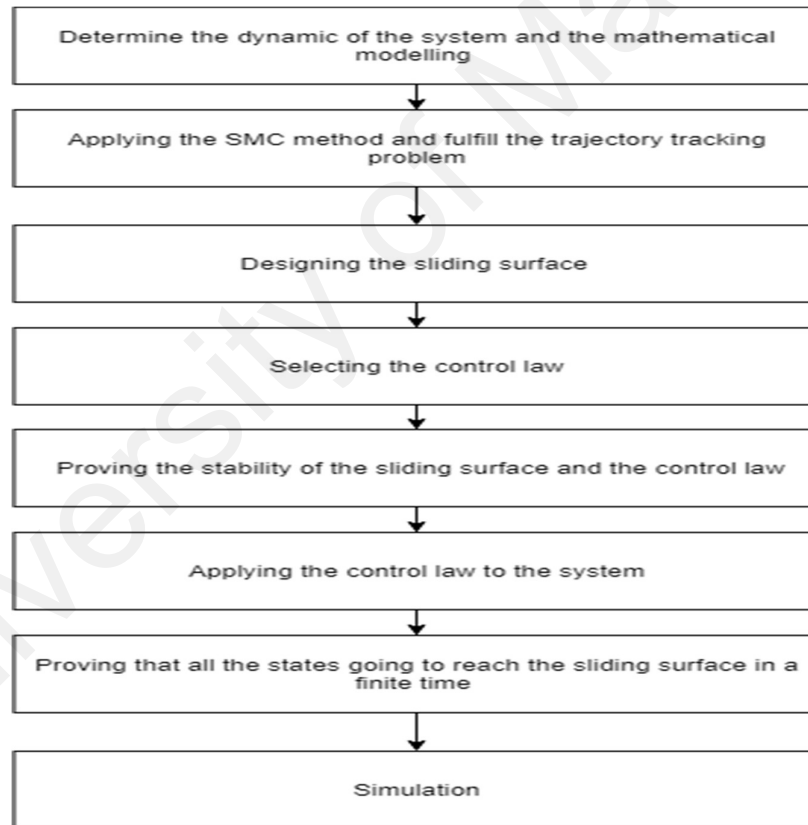 Determine the dynamic of the system and the mathematical
modelling
Applying the SMC method and fulfill the trajectory tracking
problem
Designing the sliding surface
Selecting the control law
Proving the stability of the sliding surface and the control law
Applying the control law to the system
Proving that all the states going to reach the sliding surface in a
finite time
Simulation
versity of Ma